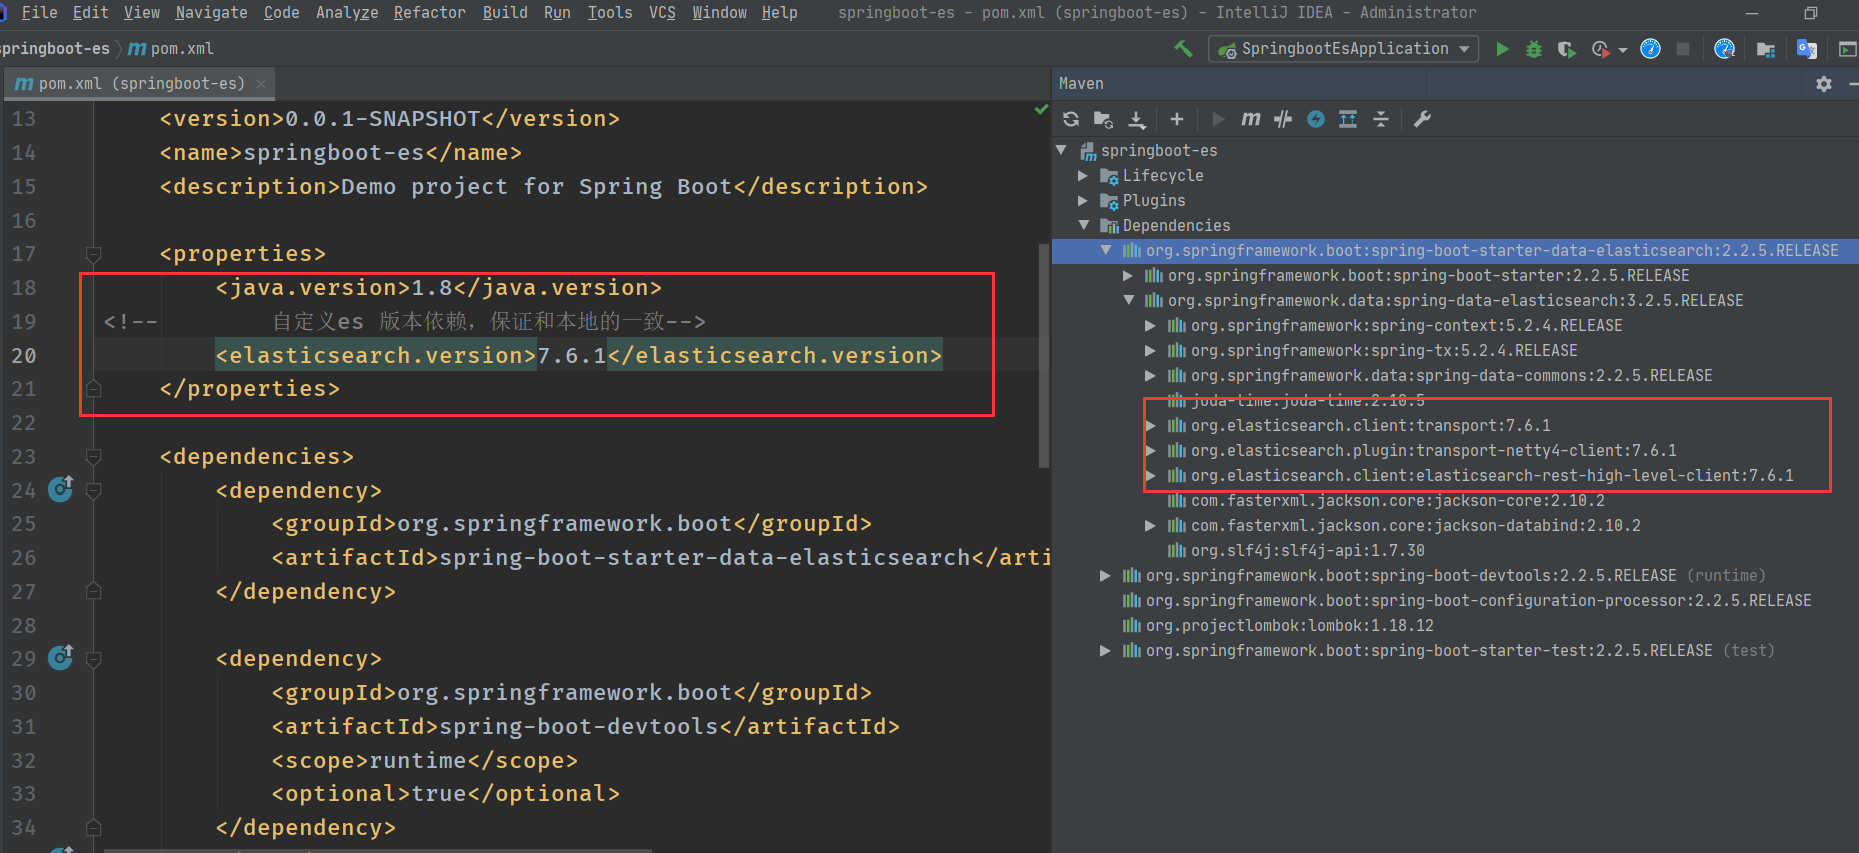 File Edit View Navigate Code Analyze Refactor Build Run Tools VCS Window Help springboot-es - pom.xml (springboot-es) - IntelliJ IDEA - Administrator
springboot-es pom.xml
SpringbootEsApplication
pom.xml (springboot-es)
13 <version>0.0.1-SNAPSHOT</version>
14 <name>springboot-es</name>
15 <description>Demo project for Spring Boot</description>
16
17 <properties>
18 <java.version>1.8</java.version>
19 <!-- 自定义es 版本依赖，保证和本地的一致-->
20 <elasticsearch.version>7.6.1</elasticsearch.version>
21 </properties>
22
23 <dependencies>
24 <dependency>
25 <groupId>org.springframework.boot</groupId>
26 <artifactId>spring-boot-starter-data-elasticsearch</arti
27 </dependency>
28
29 <dependency>
30 <groupId>org.springframework.boot</groupId>
31 <artifactId>spring-boot-devtools</artifactId>
32 <scope>runtime</scope>
33 <optional>true</optional>
34 </dependency>
Maven
springboot-es
Lifecycle
Plugins
Dependencies
org.springframework.boot:spring-boot-starter-data-elasticsearch:2.2.5.RELEASE
org.springframework.boot:spring-boot-starter:2.2.5.RELEASE
org.springframework.data:spring-data-elasticsearch:3.2.5.RELEASE
org.springframework:spring-context:5.2.4.RELEASE
org.springframework:spring-tx:5.2.4.RELEASE
org.springframework.data:spring-data-commons:2.2.5.RELEASE
joda-time:joda-time:2.10.5
org.elasticsearch.client:transport:7.6.1
org.elasticsearch.plugin:transport-netty4-client:7.6.1
org.elasticsearch.client:elasticsearch-rest-high-level-client:7.6.1
com.fasterxml.jackson.core:jackson-core:2.10.2
com.fasterxml.jackson.core:jackson-databind:2.10.2
org.slf4j:slf4j-api:1.7.30
org.springframework.boot:spring-boot-devtools:2.2.5.RELEASE (runtime)
org.springframework.boot:spring-boot-configuration-processor:2.2.5.RELEASE
org.projectlombok:lombok:1.18.12
org.springframework.boot:spring-boot-starter-test:2.2.5.RELEASE (test)